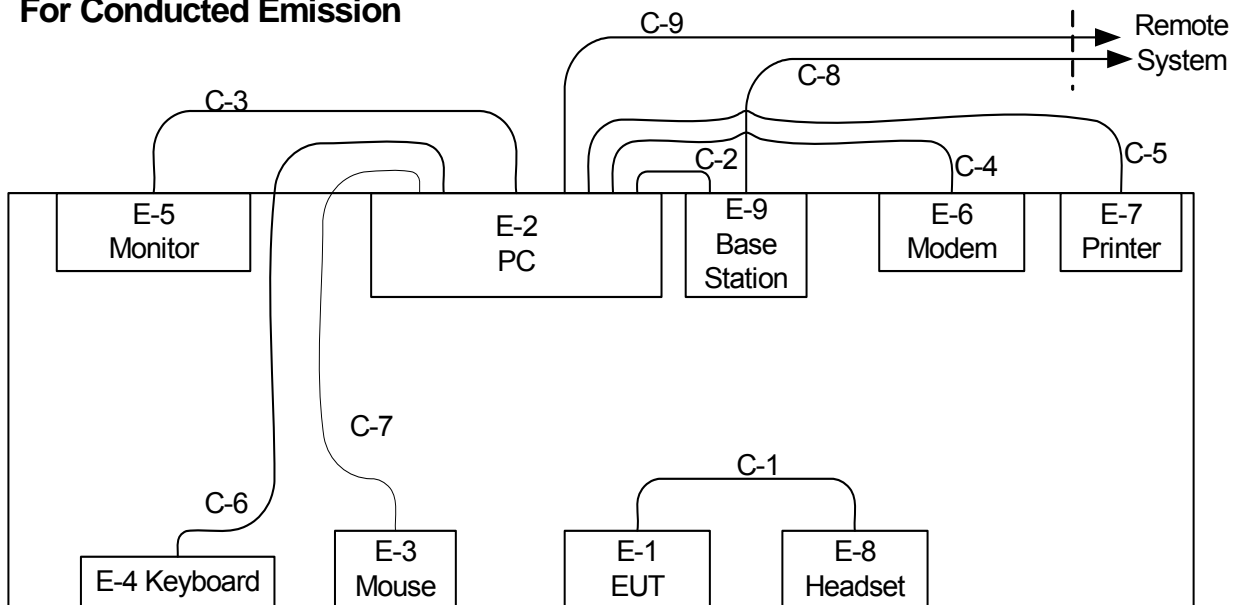 For Conducted Emission
C-9
Remote
System
C-8
C-3
C-2
C-4
C-5
E-5
Monitor
E-2
PC
E-9
Base
Station
E-6
Modem
E-7
Printer
C-7
C-1
C-6
E-4 Keyboard
E-3
Mouse
E-1
EUT
E-8
Headset